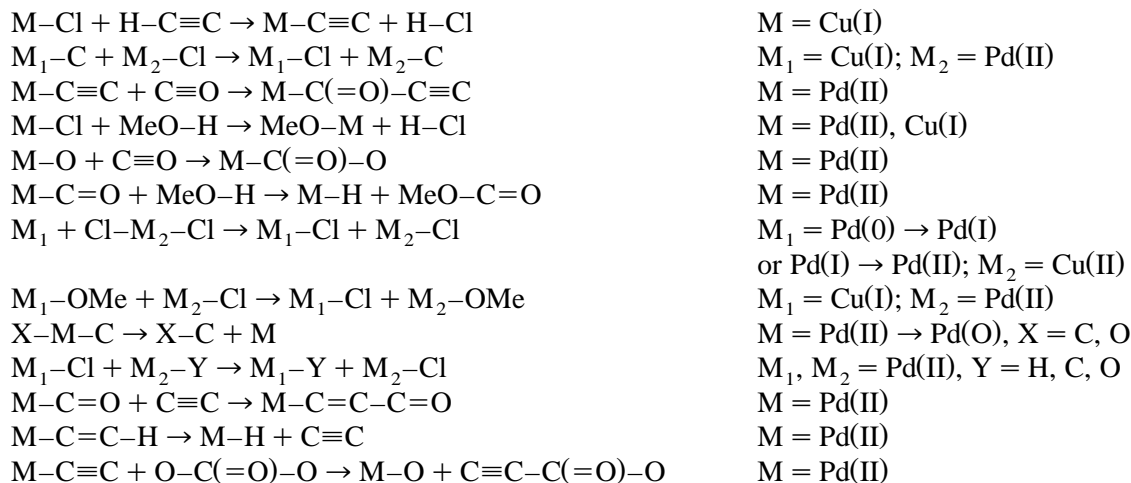 M–Cl + H–C≡C → M–C≡C + H–Cl M = Cu(I)
M₁–C + M₂–Cl → M₁–Cl + M₂–C M₁ = Cu(I); M₂ = Pd(II)
M–C≡C + C≡O → M–C(=O)–C≡C M = Pd(II)
M–Cl + MeO–H → MeO–M + H–Cl M = Pd(II), Cu(I)
M–O + C≡O → M–C(=O)–O M = Pd(II)
M–C=O + MeO–H → M–H + MeO–C=O M = Pd(II)
M₁ + Cl–M₂–Cl → M₁–Cl + M₂–Cl M₁ = Pd(0) → Pd(I)
or Pd(I) → Pd(II); M₂ = Cu(II)
M₁–OMe + M₂–Cl → M₁–Cl + M₂–OMe M₁ = Cu(I); M₂ = Pd(II)
X–M–C → X–C + M M = Pd(II) → Pd(O), X = C, O
M₁–Cl + M₂–Y → M₁–Y + M₂–Cl M₁, M₂ = Pd(II), Y = H, C, O
M–C=O + C≡C → M–C=C–C=O M = Pd(II)
M–C=C–H → M–H + C≡C M = Pd(II)
M–C≡C + O–C(=O)–O → M–O + C≡C–C(=O)–O M = Pd(II)